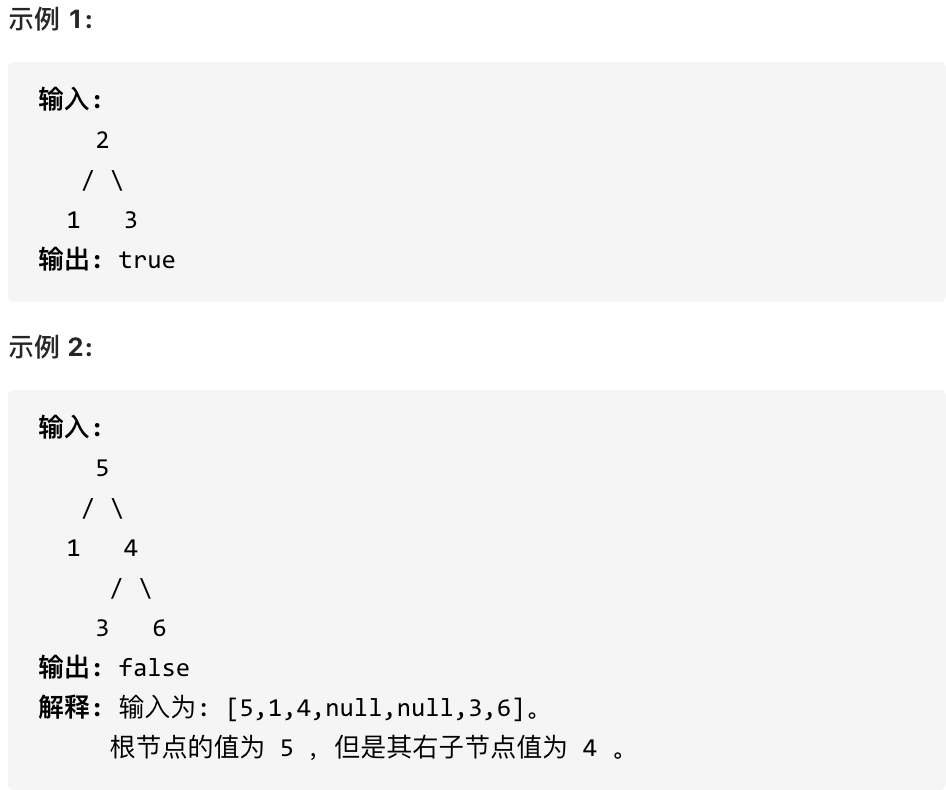 示例 1:
输入:
    2
   / \
  1   3
输出: true
示例 2:
输入:
    5
   / \
  1   4
     / \
    3   6
输出: false
解释: 输入为: [5,1,4,null,null,3,6]。
     根节点的值为 5 ，但是其右子节点值为 4 。